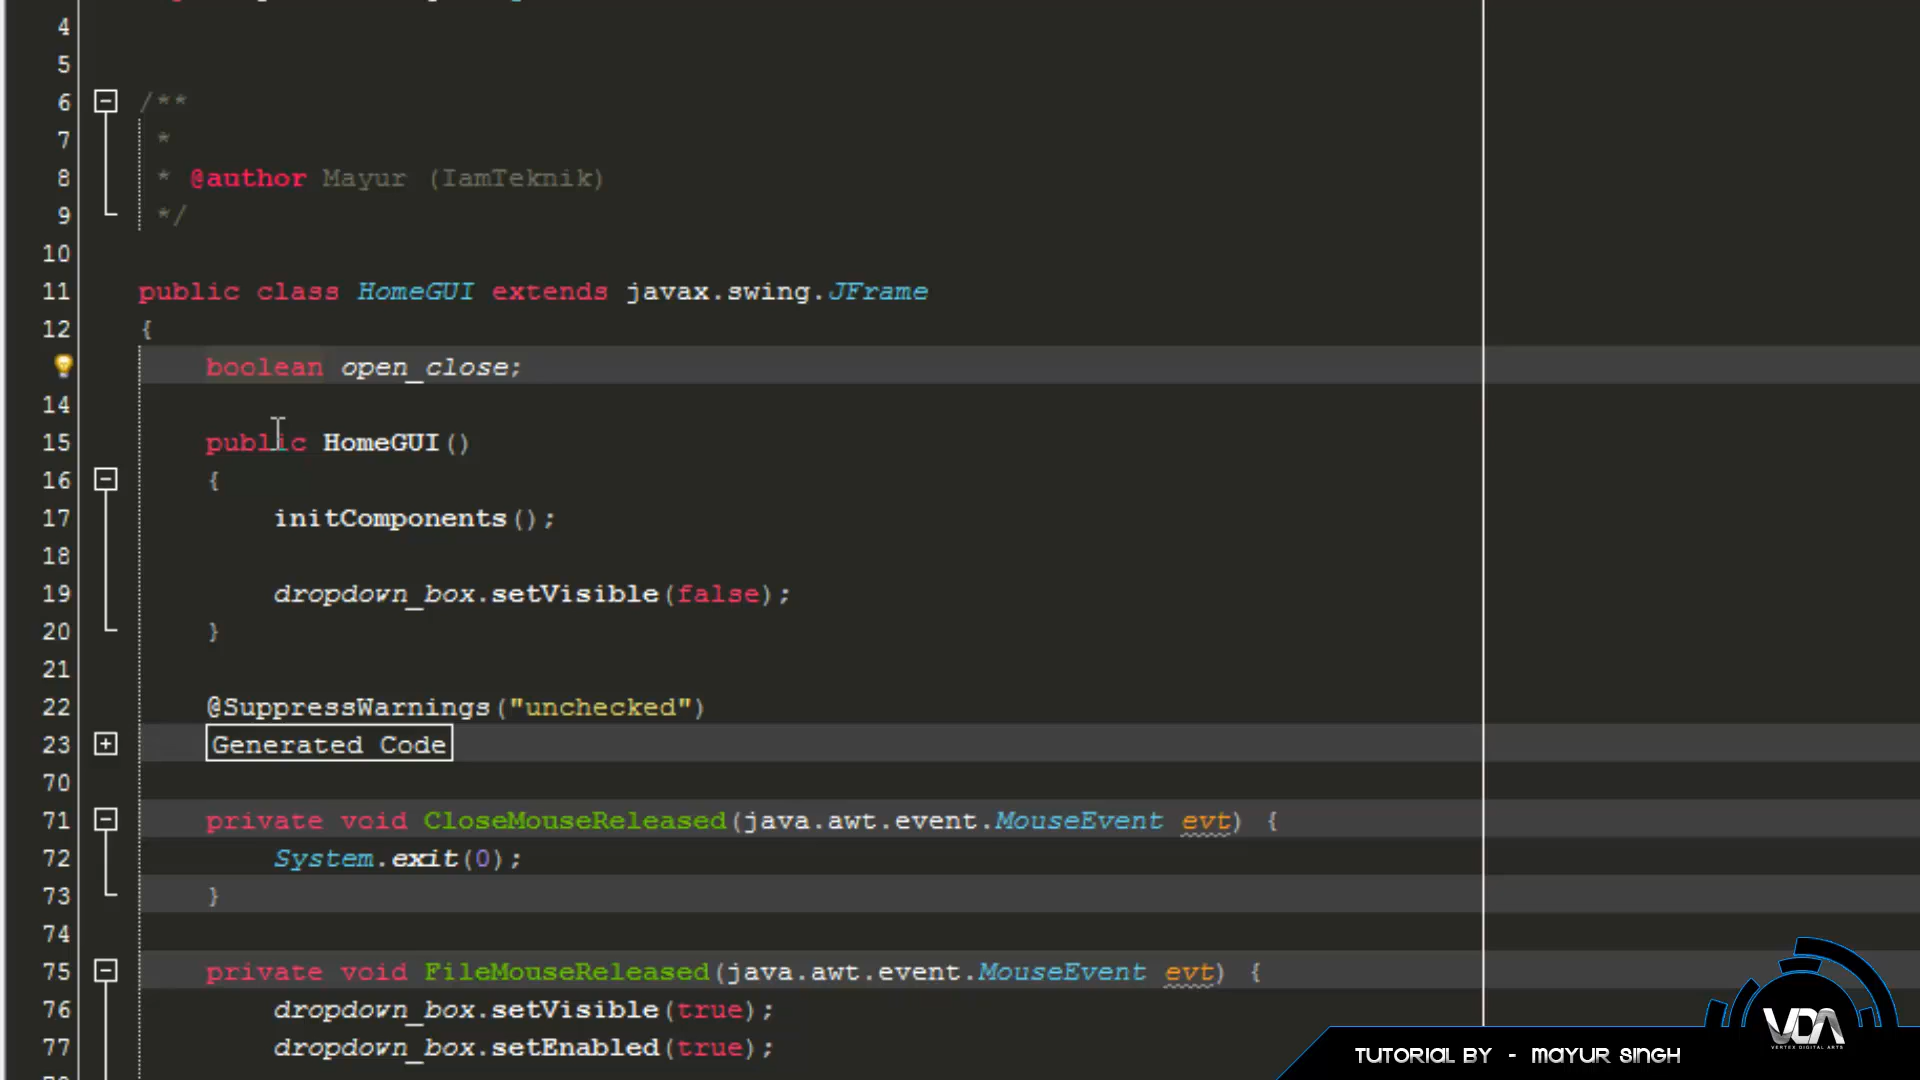 4
5
6 /**
7 *
8 * @author Mayur (IamTeknik)
9 */
10
11 public class HomeGUI extends javax.swing.JFrame
12 {
boolean open_close;
14
15 public HomeGUI()
16 {
17 initComponents();
18
19 dropdown_box.setVisible(false);
20 }
21
22 @SuppressWarnings("unchecked")
23 Generated Code
70
71 private void CloseMouseReleased(java.awt.event.MouseEvent evt) {
72 System.exit(0);
73 }
74
75 private void FileMouseReleased(java.awt.event.MouseEvent evt) {
76 dropdown_box.setVisible(true);
77 dropdown_box.setEnabled(true);
VDA
VERTEX DIGITAL ARTS
TUTORIAL BY - MAYUR SINGH